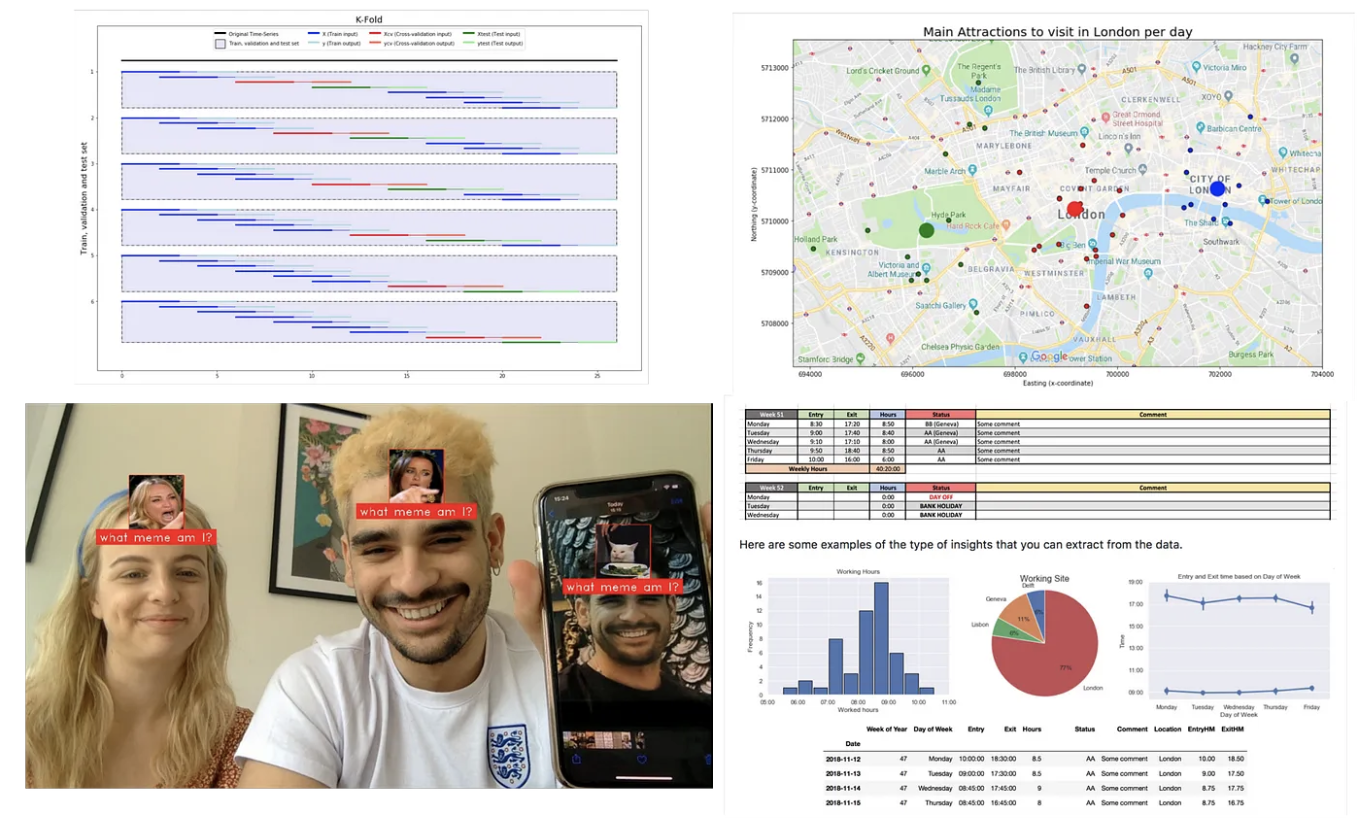 K-Fold
Original Time-Series
X (Train input)
Xcv (Cross-validation input)
Xtest (Test input)
Train, validation and test set
y (Train output)
ycv (Cross-validation output)
ytest (Test output)
Train, validation and test set
1
2
3
4
5
6
0 5 10 15 20 25
Main Attractions to visit in London per day
Northing (y-coordinate)
5713000
5712000
5711000
5710000
5709000
5708000
694000 696000 698000 700000 702000 704000
Easting (x-coordinate)
Hackney City Farm
Lord's Cricket Ground
The Regent's
Park
The British Library
A501
A501
Victoria Miro
Madame
Tussauds London
XOYO
CLERKENWELL
Westway
A501
Great Ormond
Street Hospital
The British Museum
Lincoln's Inn
Barbican Centre
MARYLEBONE
Marble Arch
Temple Church
WHITECHAP
MAYFAIR
COVENT GARDEN
CITY OF
LONDON
London
Hyde Park
Hard Rock Cafe
Tower of Londo
The Shard
Southwark
Holland Park
KENSINGTON
Big Ben
Victoria and
Albert Museum
BELGRAVIA
WESTMINSTER
Imperial War Museum
LAMBETH
Saatchi Gallery
PIMLICO
VAUXHALL
Chelsea Physic Garden
Google
Power Station
Burgess Park
Stamford Bridge
A3220
A3
A2
what meme am I?
what meme am I?
10:24
Today
Edit
what meme am I?
Week 51 Entry Exit Hours Status Comment
Monday 8:30 17:20 8:50 BB (Geneva) Some comment
Tuesday 9:00 17:40 8:40 AA (Geneva) Some comment
Wednesday 9:10 17:10 8:00 AA (Geneva) Some comment
Thursday 9:50 18:40 8:50 AA Some comment
Friday 10:00 16:00 6:00 AA Some comment
Weekly Hours 40:20:00
Week 52 Entry Exit Hours Status Comment
Monday 0:00 DAY OFF
Tuesday 0:00 BANK HOLIDAY
Wednesday 0:00 BANK HOLIDAY
Here are some examples of the type of insights that you can extract from the data.
Working Hours
Frequency
16
14
12
10
8
6
4
2
0
05:00 06:00 07:00 08:00 09:00 10:00 11:00
Worked hours
Working Site
Delft
Geneva
Lisbon
London
11%
6%
6%
77%
Entry and Exit time based on Day of Week
Time
19:00
17:00
15:00
13:00
11:00
09:00
Monday Tuesday Wednesday Thursday Friday
Day of Week
Week of Year Day of Week Entry Exit Hours Status Comment Location EntryHM ExitHM
Date
2018-11-12 47 Monday 10:00:00 18:30:00 8.5 AA Some comment London 10.00 18.50
2018-11-13 47 Tuesday 09:00:00 17:30:00 8.5 AA Some comment London 9.00 17.50
2018-11-14 47 Wednesday 08:45:00 17:45:00 9 AA Some comment London 8.75 17.75
2018-11-15 47 Thursday 08:45:00 16:45:00 8 AA Some comment London 8.75 16.75